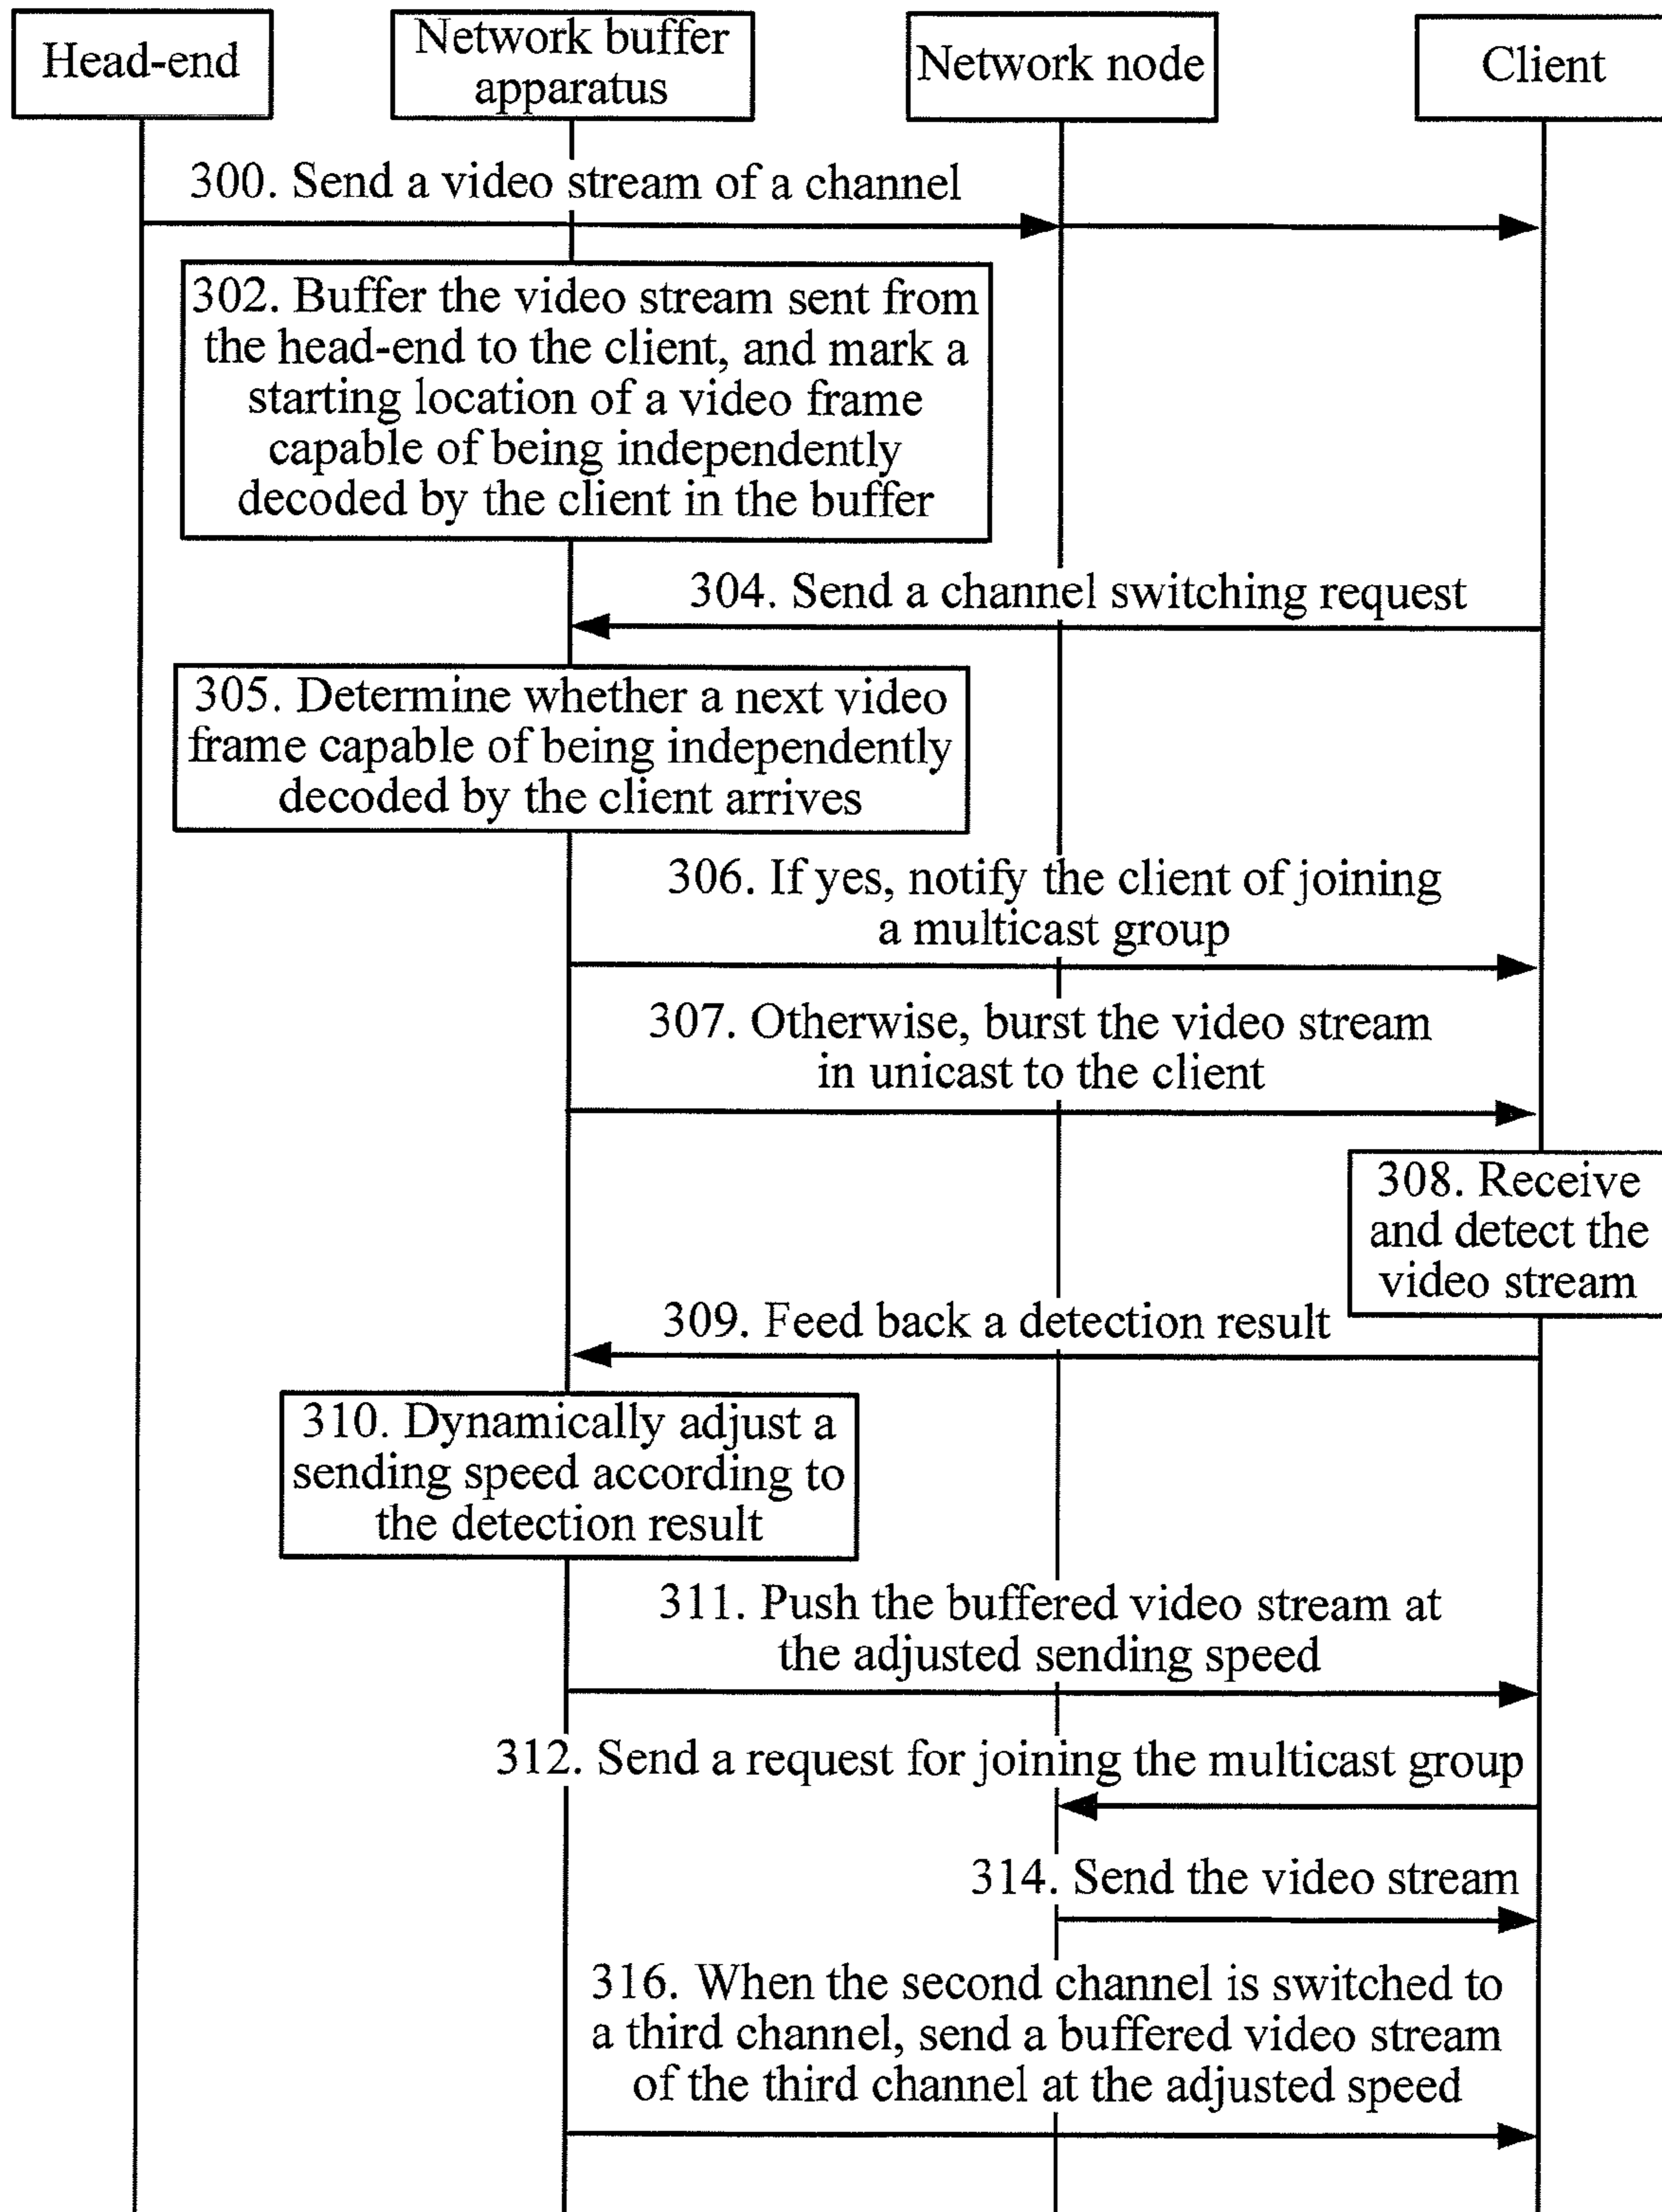 Head-end
Network buffer
apparatus
Network node
Client
300. Send a video stream of a channel
302. Buffer the video stream sent from
the head-end to the client, and mark a
starting location of a video frame
capable of being independently
decoded by the client in the buffer
304. Send a channel switching request
305. Determine whether a next video
frame capable of being independently
decoded by the client arrives
306. If yes, notify the client of joining
a multicast group
307. Otherwise, burst the video stream
in unicast to the client
308. Receive
and detect the
video stream
309. Feed back a detection result
310. Dynamically adjust a
sending speed according to
the detection result
311. Push the buffered video stream at
the adjusted sending speed
312. Send a request for joining the multicast group
314. Send the video stream
316. When the second channel is switched to
a third channel, send a buffered video stream
of the third channel at the adjusted speed